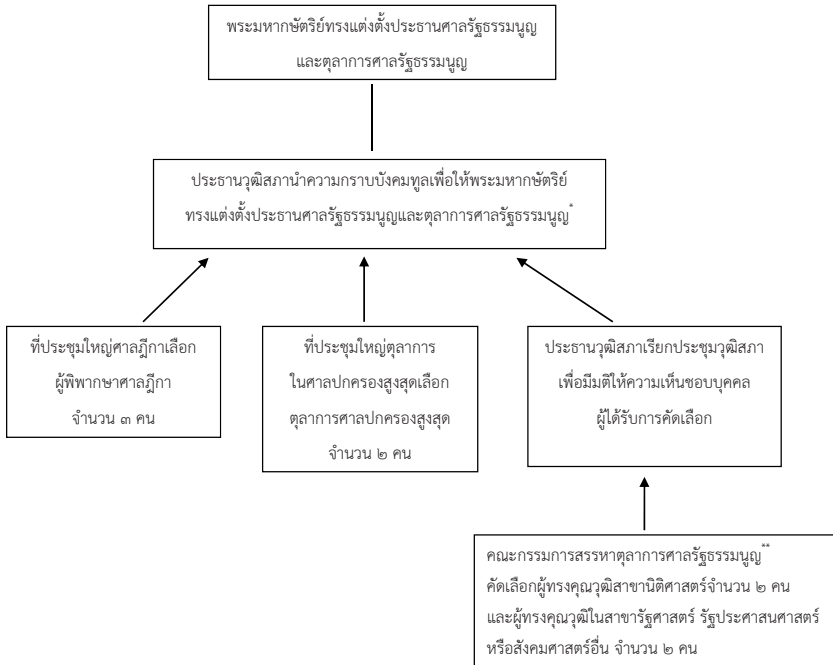 พระมหากษัตริย์ทรงแต่งตั้งประธานศาลรัฐธรรมนูญ
และตุลาการศาลรัฐธรรมนูญ
ประธานวุฒิสภานำความกราบบังคมทูลเพื่อให้พระมหากษัตริย์
ทรงแต่งตั้งประธานศาลรัฐธรรมนูญและตุลาการศาลรัฐธรรมนูญ*
ที่ประชุมใหญ่ศาลฎีกาเลือก
ผู้พิพากษาศาลฎีกา
จำนวน ๓ คน
ที่ประชุมใหญ่ตุลาการ
ในศาลปกครองสูงสุดเลือก
ตุลาการศาลปกครองสูงสุด
จำนวน ๒ คน
ประธานวุฒิสภาเรียกประชุมวุฒิสภา
เพื่อมีมติให้ความเห็นชอบบุคคล
ผู้ได้รับการคัดเลือก
คณะกรรมการสรรหาตุลาการศาลรัฐธรรมนูญ**
คัดเลือกผู้ทรงคุณวุฒิสาขานิติศาสตร์จำนวน ๒ คน
และผู้ทรงคุณวุฒิในสาขารัฐศาสตร์ รัฐประศาสนศาสตร์
หรือสังคมศาสตร์อื่น จำนวน ๒ คน